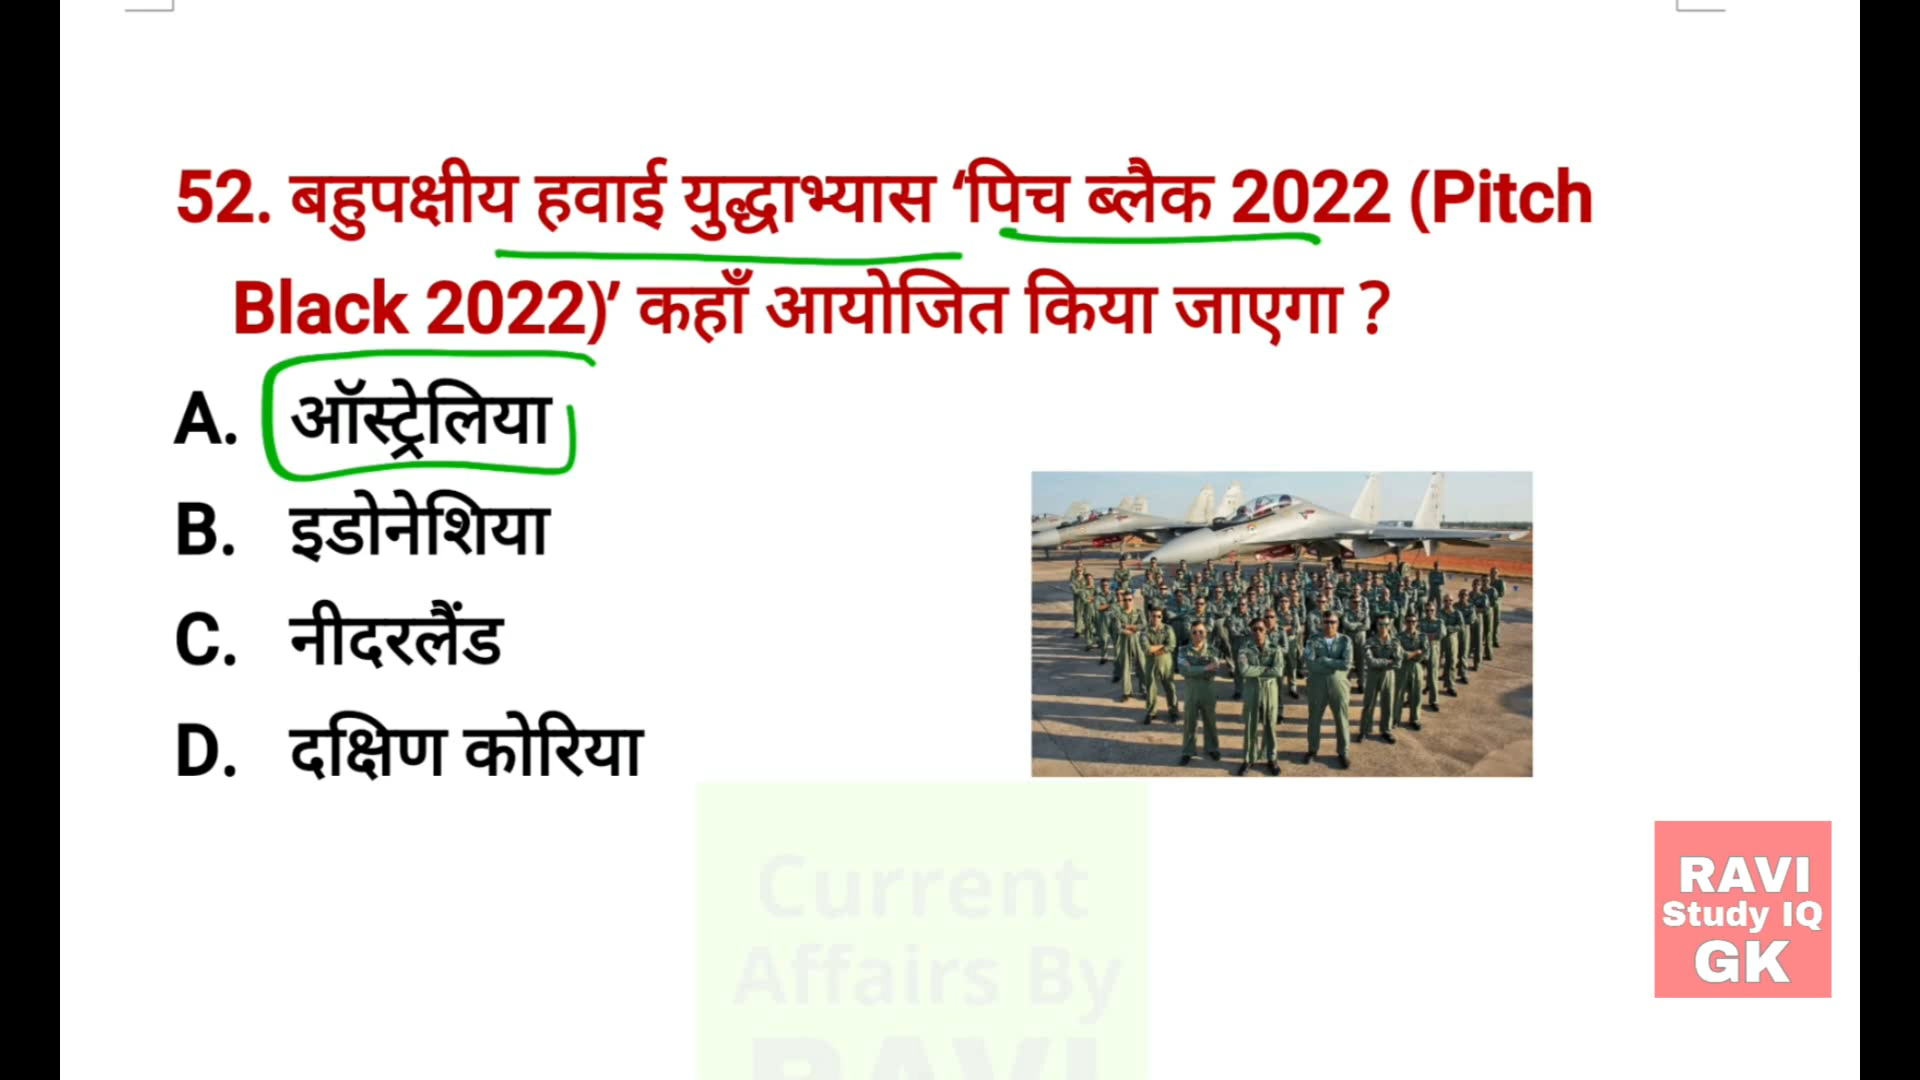 52. बहुपक्षीय हवाई युद्धाभ्यास ‘पिच ब्लैक 2022 (Pitch
Black 2022)’ कहाँ आयोजित किया जाएगा ?
A. ऑस्ट्रेलिया
B. इडोनेशिया
C. नीदरलैंड
D. दक्षिण कोरिया
Current
Affairs By
RAVI
RAVI
Study IQ
GK